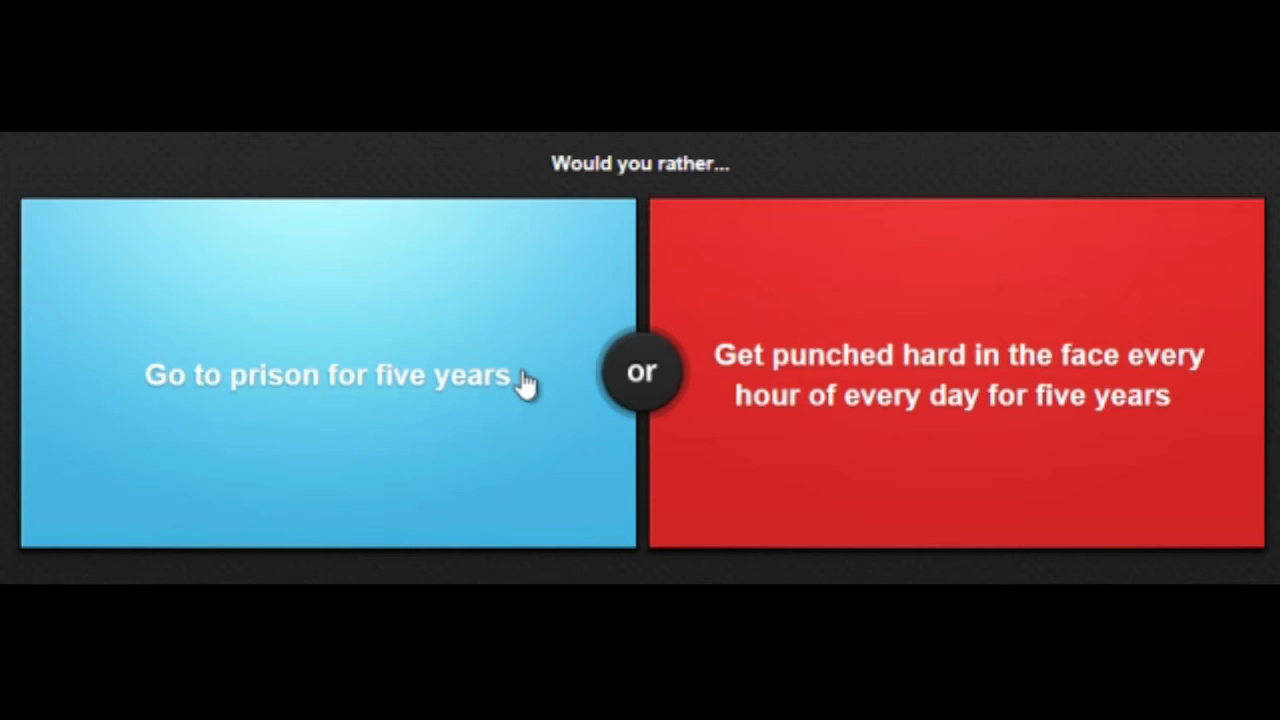 Would you rather...
Go to prison for five years
or
Get punched hard in the face every
hour of every day for five years